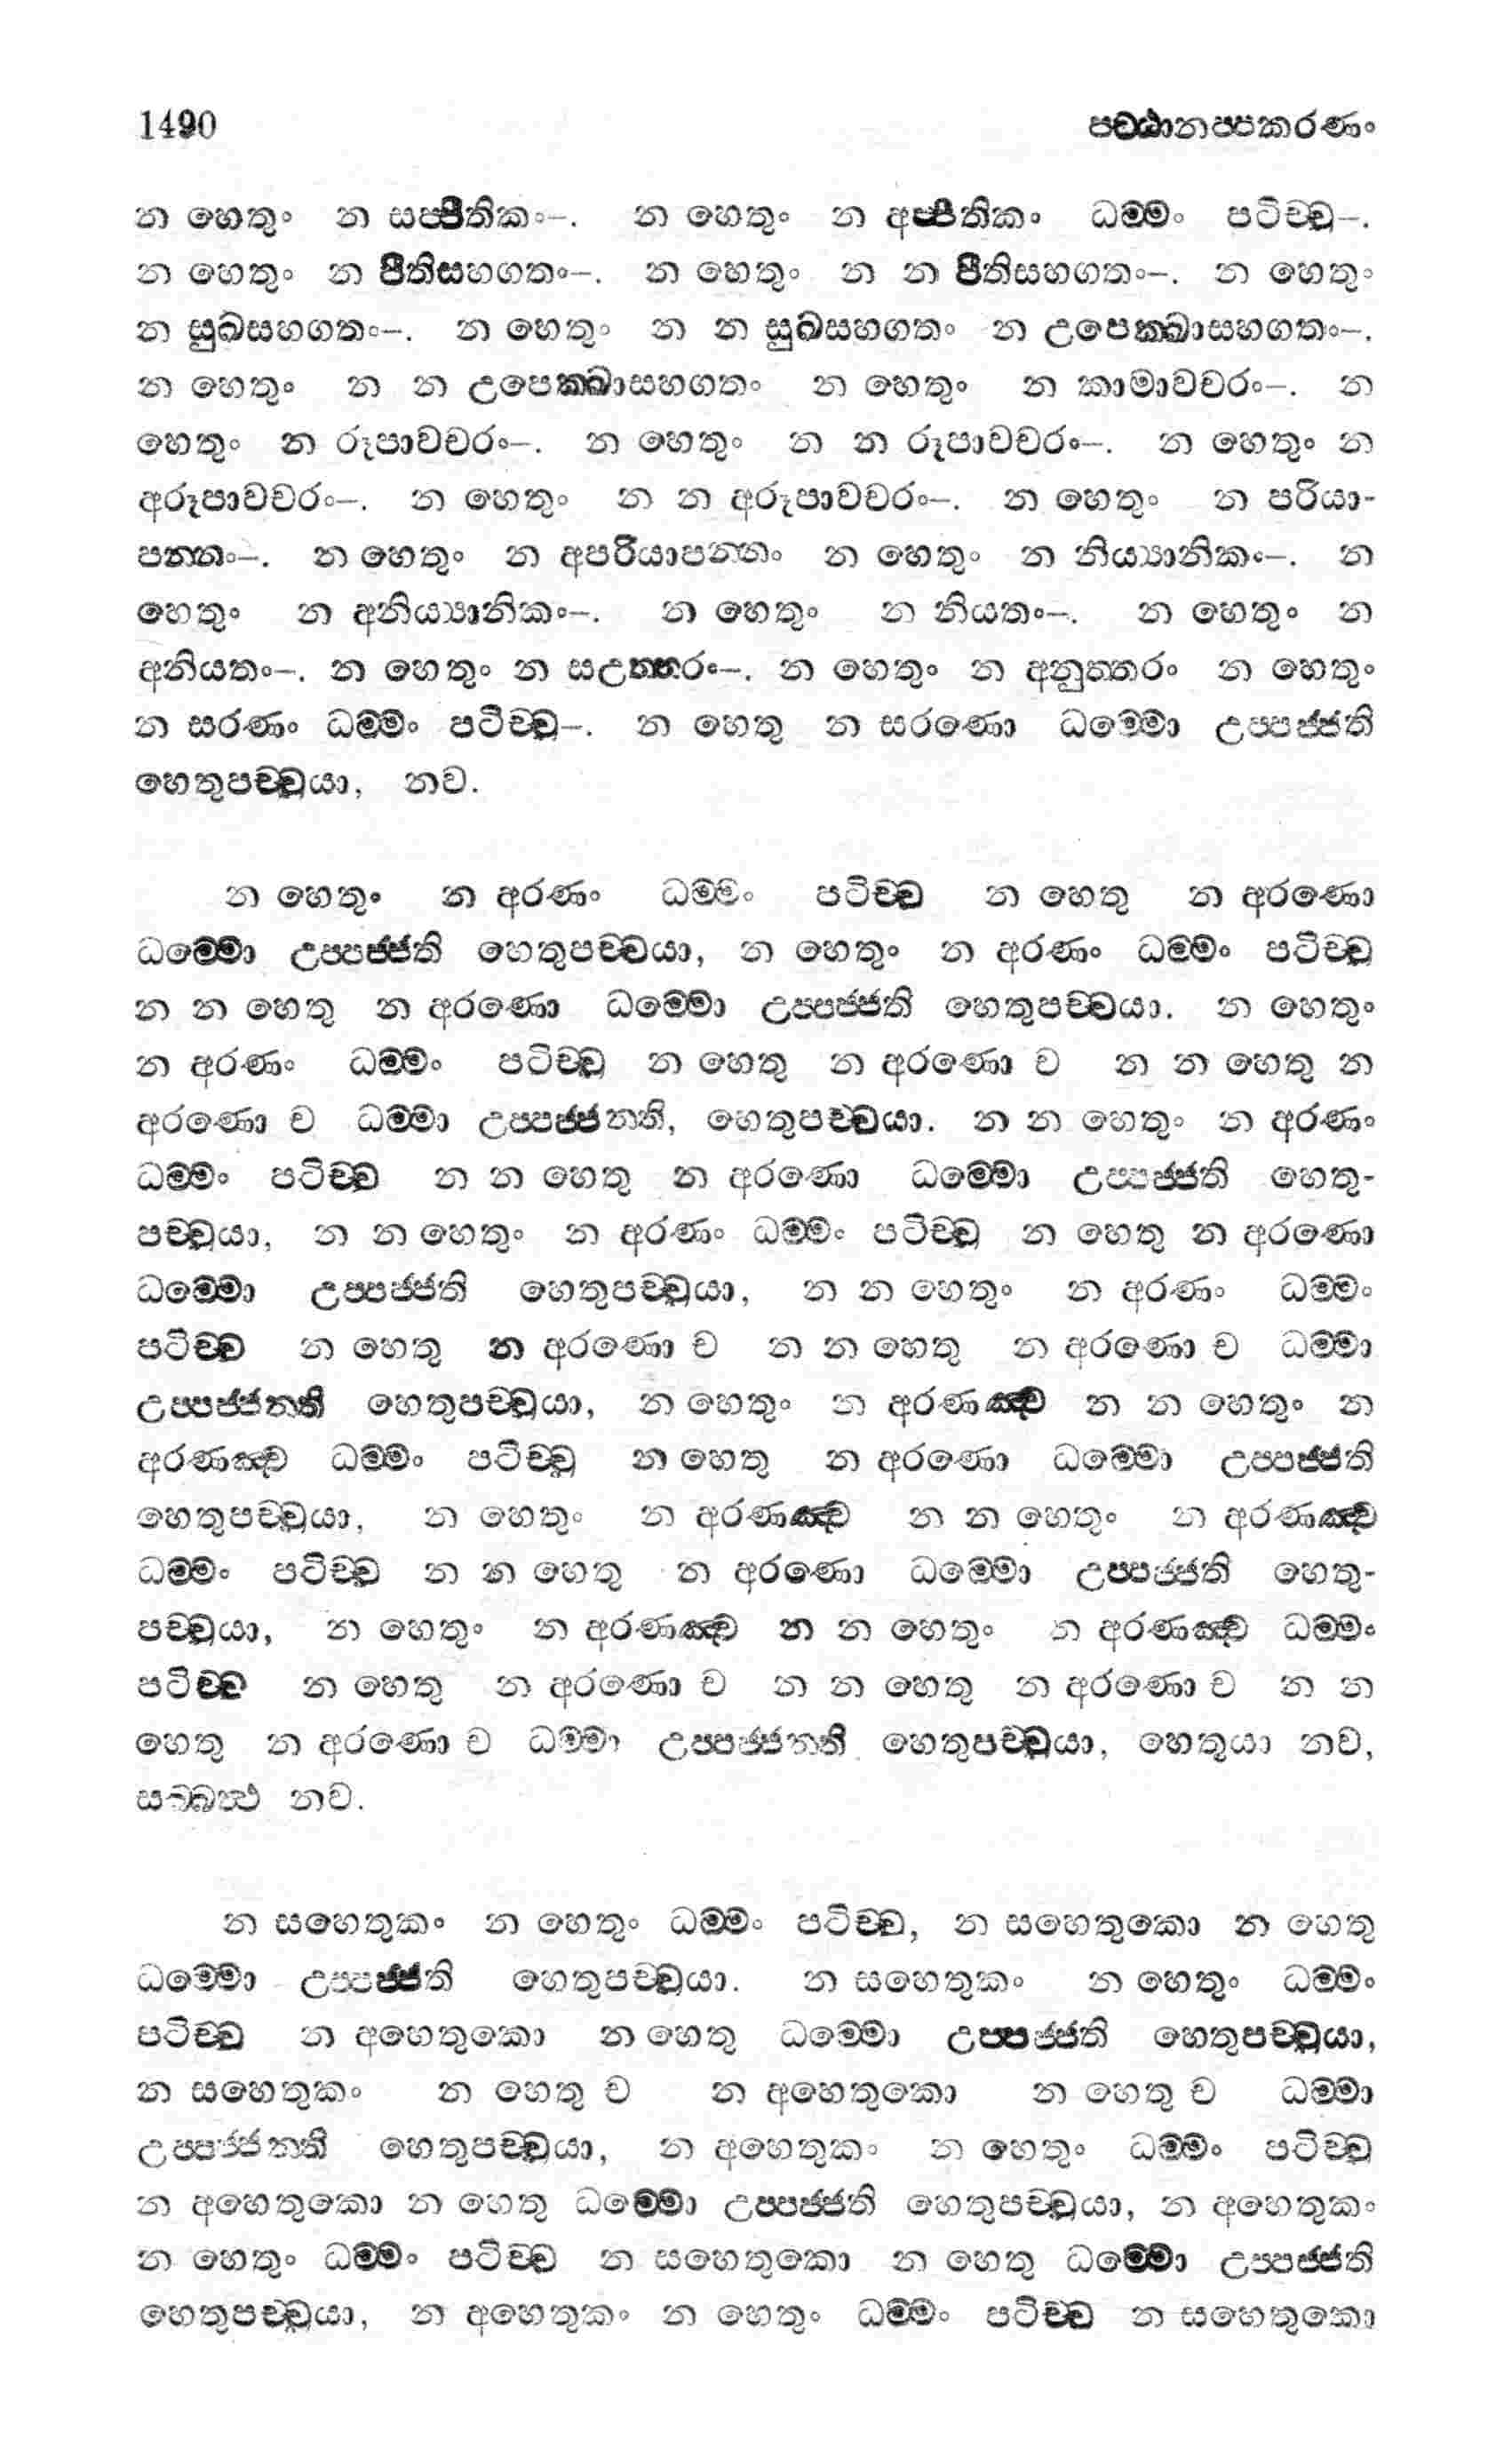 1490 පට්ඨානප්පකරණං
න හෙතුං න සප්පීතිකං–. න හෙතුං න අප්පීතිකං ධම්මං පටිච්ච–.
න හෙතුං න පීතිසහගතං–. න හෙතුං න න පීතිසහගතං–. න හෙතුං
න සුඛසහගතං–. න හෙතුං න න සුඛසහගතං න උපෙක්ඛාසහගතං–.
න හෙතුං න න උපෙක්ඛාසහගතං න හෙතුං න කාමාවචරං–. න
හෙතුං න රූපාවචරං–. න හෙතුං න න රූපාවචරං–. න හෙතුං න
අරූපාවචරං–. න හෙතුං න න අරූපාවචරං–. න හෙතුං න පරියා-
පන්නං–. න හෙතුං න අපරියාපන්නං න හෙතුං න නිය්‍යානිකං–. න
හෙතුං න අනිය්‍යානිකං–. න හෙතුං න නියතං–. න හෙතුං න
අනියතං–. න හෙතුං න සඋත්තරං–. න හෙතුං න අනුත්තරං න හෙතුං
න සරණං ධම්මං පටිච්ච–. න හෙතු න සරණො ධම්මො උප්පජ්ජති
හෙතුපච්චයා, නව.
න හෙතුං න අරණං ධම්මං පටිච්ච න හෙතු න අරණො
ධම්මො උප්පජ්ජති හෙතුපච්චයා, න හෙතුං න අරණං ධම්මං පටිච්ච
න න හෙතු න අරණො ධම්මො උප්පජ්ජති හෙතුපච්චයා. න හෙතුං
න අරණං ධම්මං පටිච්ච න හෙතු න අරණො ච න න හෙතු න
අරණො ච ධම්මා උප්පජ්ජන්ති, හෙතුපච්චයා. න න හෙතුං න අරණං
ධම්මං පටිච්ච න න හෙතු න අරණො ධම්මො උප්පජ්ජති හෙතු-
පච්චයා, න න හෙතුං න අරණං ධම්මං පටිච්ච න හෙතු න අරණො
ධම්මො උප්පජ්ජති හෙතුපච්චයා, න න හෙතුං න අරණං ධම්මං
පටිච්ච න හෙතු න අරණො ච න න හෙතු න අරණො ච ධම්මා
උප්පජ්ජන්ති හෙතුපච්චයා, න හෙතුං න අරණඤ්ච න න හෙතුං න
අරණඤ්ච ධම්මං පටිච්ච න හෙතු න අරණො ධම්මො උප්පජ්ජති
හෙතුපච්චයා, න හෙතුං න අරණඤ්ච න න හෙතුං න අරණඤ්ච
ධම්මං පටිච්ච න න හෙතු න අරණො ධම්මො උප්පජ්ජති හෙතු-
පච්චයා, න හෙතුං න අරණඤ්ච න න හෙතුං න අරණඤ්ච ධම්මං
පටිච්ච න හෙතු න අරණො ච න න හෙතු න අරණො ච න න
හෙතු න අරණො ච ධම්මා උප්පජ්ජන්ති හෙතුපච්චයා, හෙතුයා නව,
සබ්බත්ථ නව.
න සහෙතුකං න හෙතුං ධම්මං පටිච්ච, න සහෙතුකො න හෙතු
ධම්මො උප්පජ්ජති හෙතුපච්චයා. න සහෙතුකං න හෙතුං ධම්මං
පටිච්ච න අහෙතුකො න හෙතු ධම්මො උප්පජ්ජති හෙතුපච්චයා,
න සහෙතුකං න හෙතු ච න අහෙතුකො න හෙතු ච ධම්මා
උප්පජ්ජන්ති හෙතුපච්චයා, න අහෙතුකං න හෙතුං ධම්මං පටිච්ච
න අහෙතුකො න හෙතු ධම්මො උප්පජ්ජති හෙතුපච්චයා, න අහෙතුකං
න හෙතුං ධම්මං පටිච්ච න සහෙතුකො න හෙතු ධම්මො උප්පජ්ජති
හෙතුපච්චයා, න අහෙතුකං න හෙතුං ධම්මං පටිච්ච න සහෙතුකො